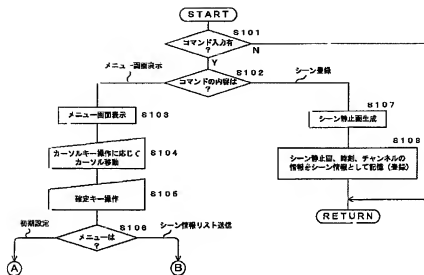 START
S101
コマンド入力有
?
N
Y
メニュー画面表示
S102
シーン登録
コマンドの内容は
?
S107
メニュー画面表示
S103
シーン静止画生成
S108
カーソルキー操作に応じて
カーソル移動
S104
シーン静止画、時刻、チャンネルの
情報をシーン情報として記憶(登録)
S105
確定キー操作
RETURN
初期設定
S106
シーン情報リスト送信
メニューは
?
A
B